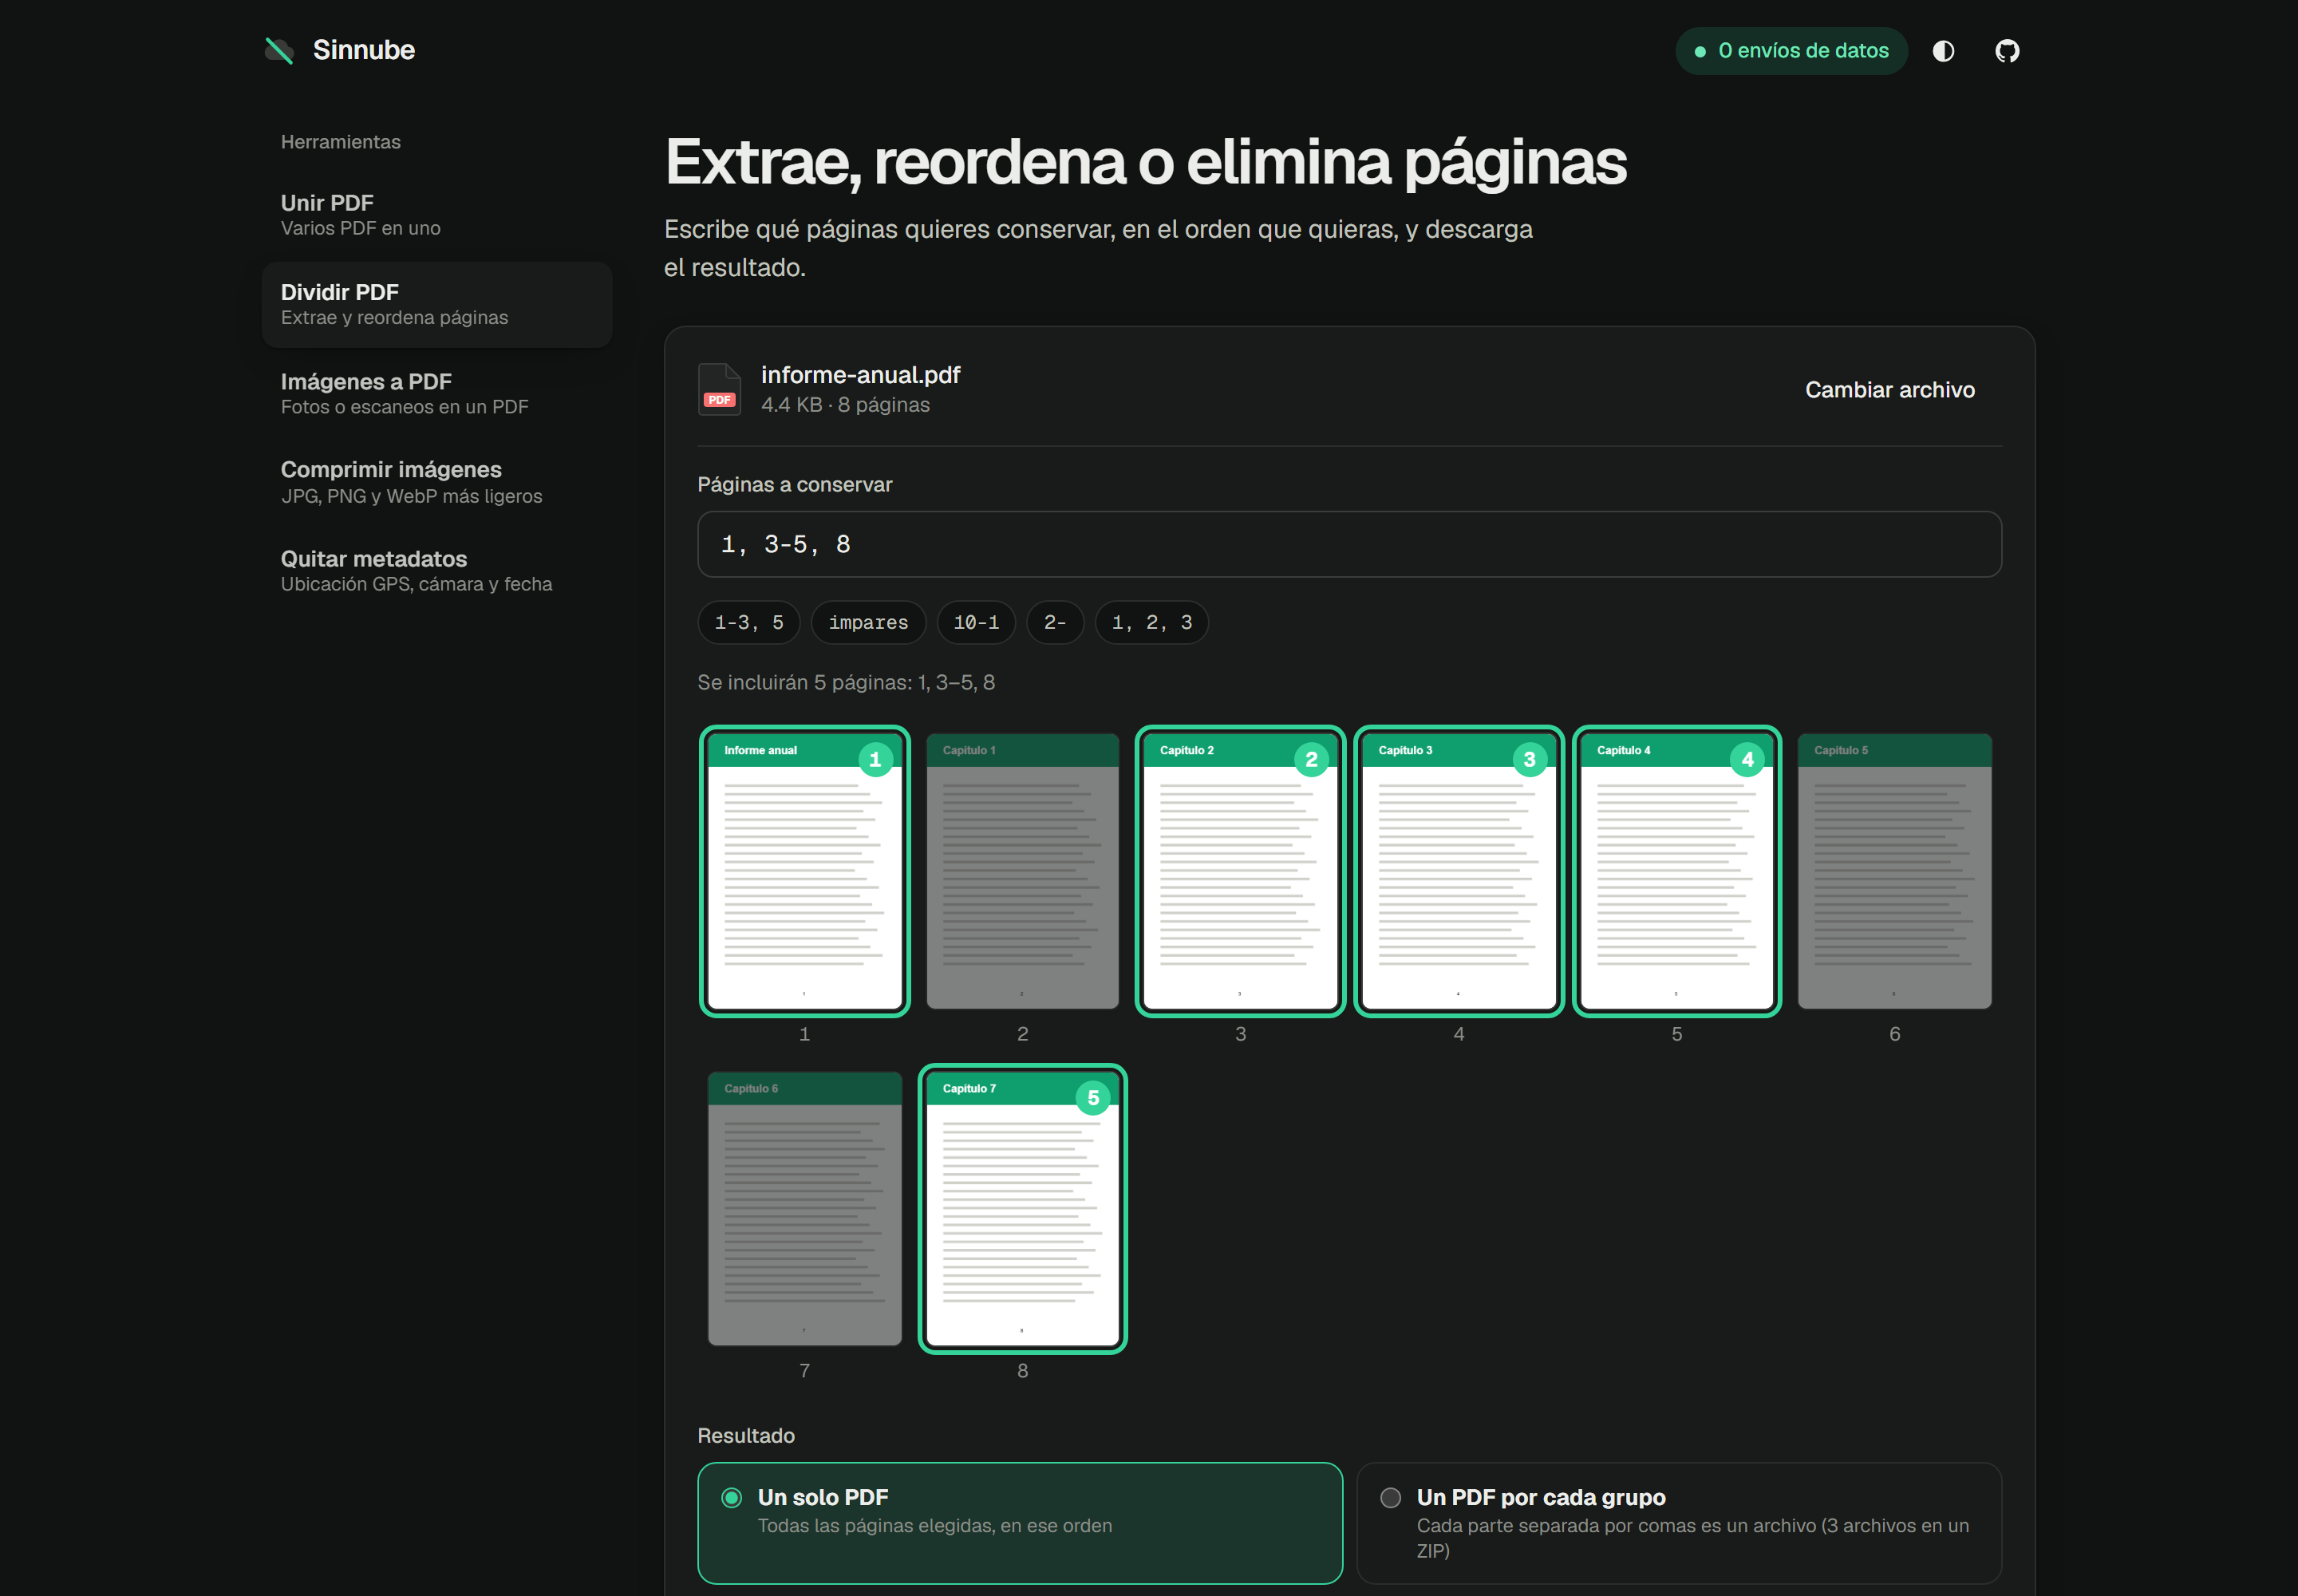 Sinnube
0 envíos de datos
Herramientas
Unir PDF
Varios PDF en uno
Dividir PDF
Extrae y reordena páginas
Imágenes a PDF
Fotos o escaneos en un PDF
Comprimir imágenes
JPG, PNG y WebP más ligeros
Quitar metadatos
Ubicación GPS, cámara y fecha
Extrae, reordena o elimina páginas
Escribe qué páginas quieres conservar, en el orden que quieras, y descarga
el resultado.
PDF
informe-anual.pdf
4.4 KB · 8 páginas
Cambiar archivo
Páginas a conservar
1, 3-5, 8
1-3, 5
impares
10-1
2-
1, 2, 3
Se incluirán 5 páginas: 1, 3–5, 8
Informe anual
1
Capítulo 1
Capítulo 2
2
Capítulo 3
3
Capítulo 4
4
Capítulo 5
1
2
3
4
5
6
Capítulo 6
Capítulo 7
5
7
8
Resultado
Un solo PDF
Todas las páginas elegidas, en ese orden
Un PDF por cada grupo
Cada parte separada por comas es un archivo (3 archivos en un
ZIP)